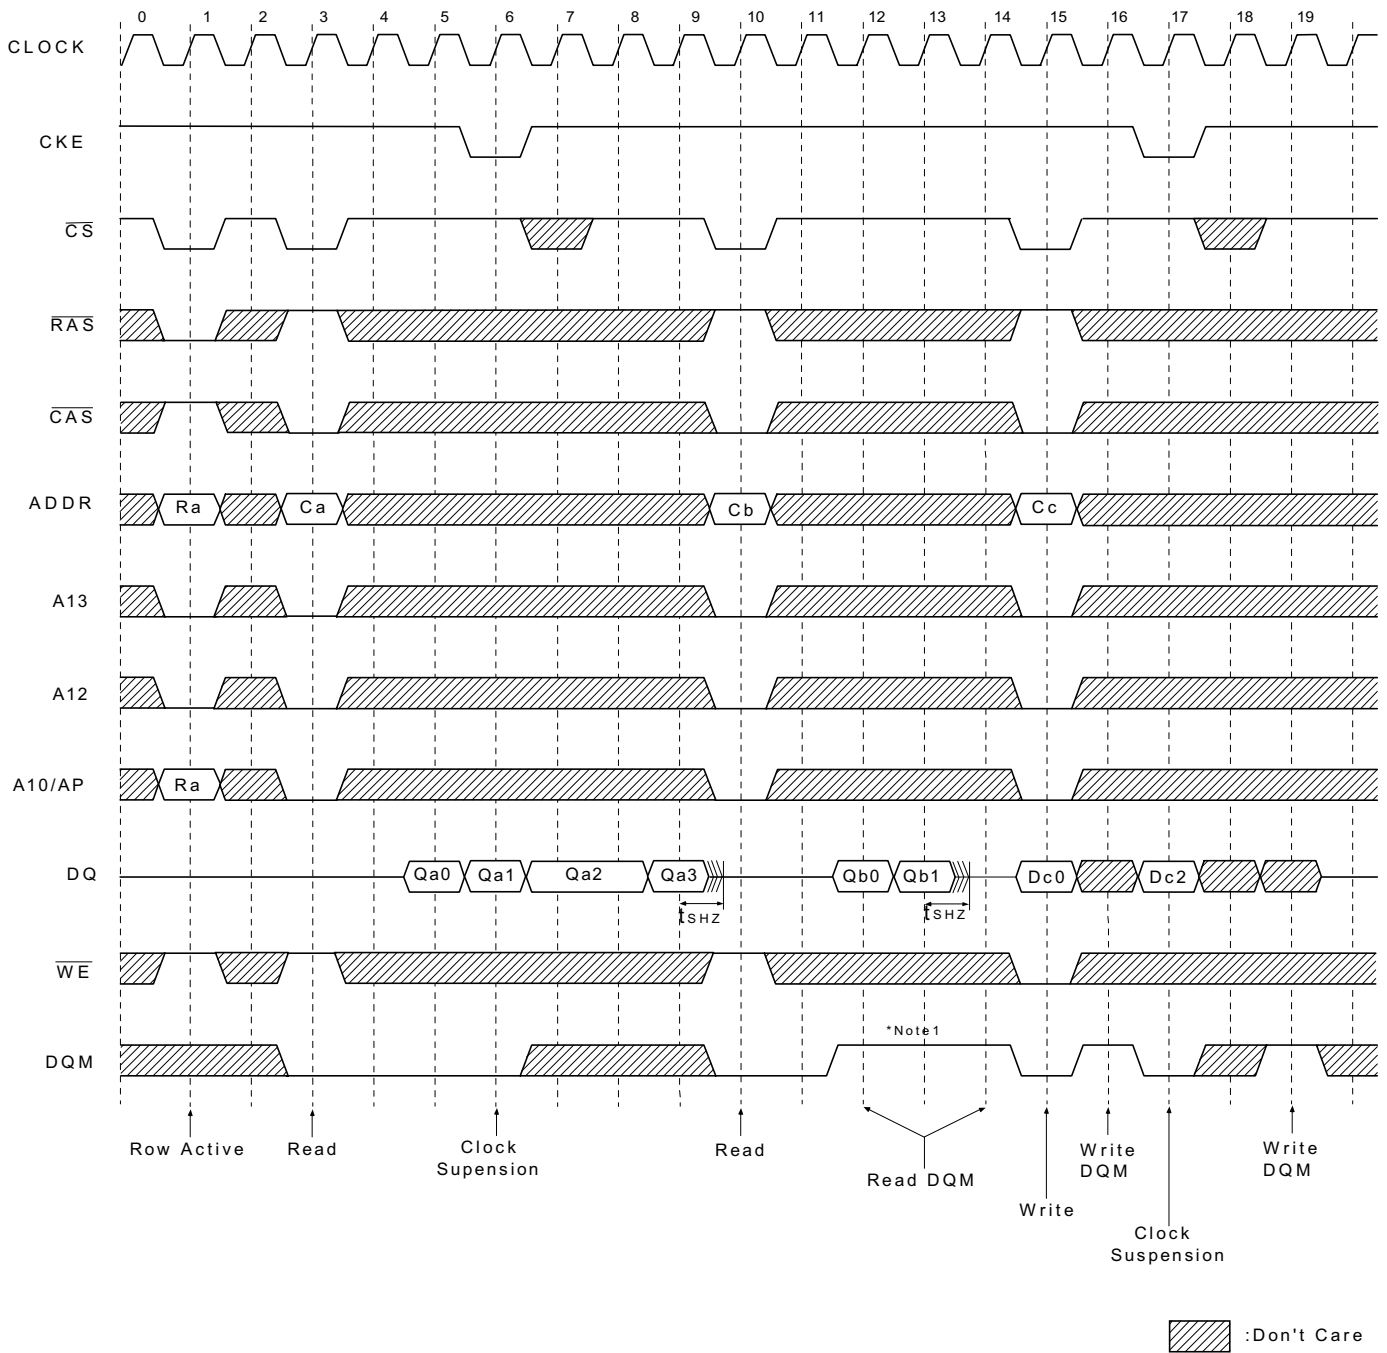 0 1 2 3 4 5 6 7 8 9 10 11 12 13 14 15 16 17 18 19
CLOCK
CKE
CS
RAS
CAS
ADDR Ra Ca Cb Cc
A13
A12
A10/AP Ra
DQ Qa0 Qa1 Qa2 Qa3 Qb0 Qb1 Dc0 Dc2
tSHZ tSHZ
WE
*Note1
DQM
Row Active Read Clock Supension Read Read DQM Write Write DQM Clock Suspension Write DQM
:Don't Care